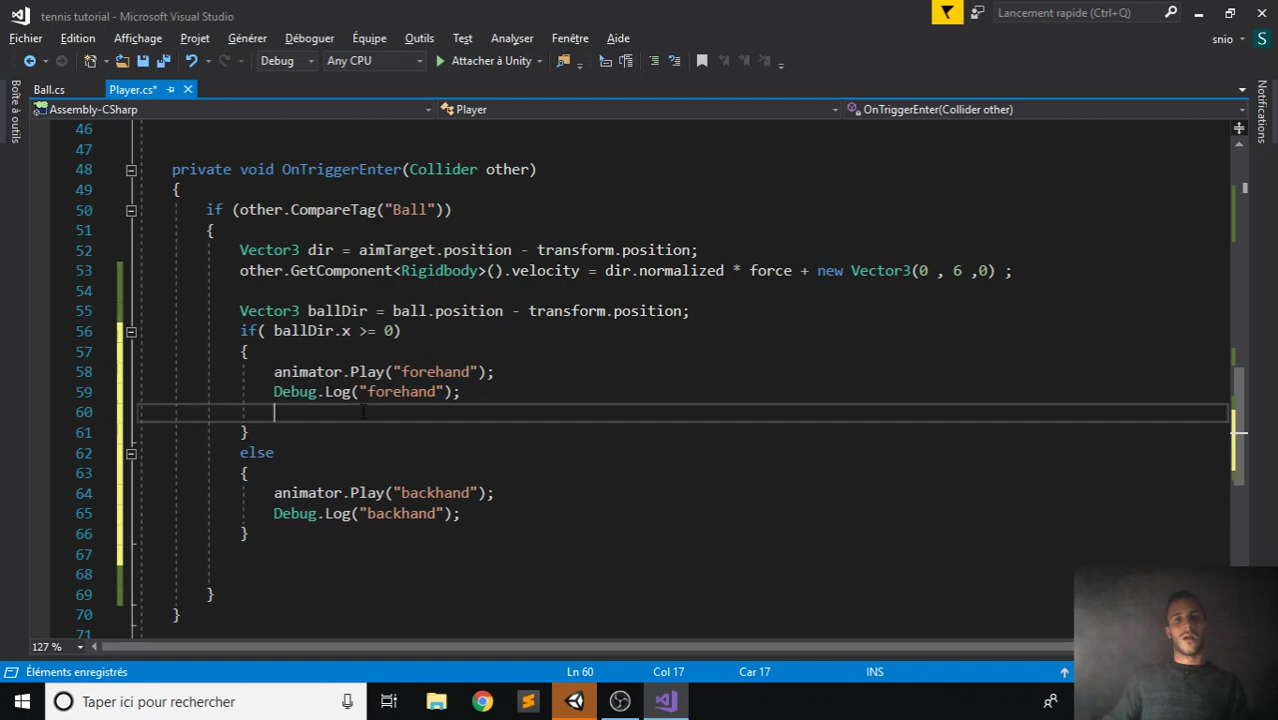 tennis tutorial - Microsoft Visual Studio
Lancement rapide (Ctrl+Q)
Fichier Edition Affichage Projet Générer Déboguer Équipe Outils Test Analyser Fenêtre Aide
snio S
Debug Any CPU Attacher à Unity
Boîte à outils
Ball.cs Player.cs*
Notifications
Assembly-CSharp Player OnTriggerEnter(Collider other)
46
47
48 private void OnTriggerEnter(Collider other)
49 {
50 if (other.CompareTag("Ball"))
51 {
52 Vector3 dir = aimTarget.position - transform.position;
53 other.GetComponent<Rigidbody>().velocity = dir.normalized * force + new Vector3(0 , 6 ,0) ;
54
55 Vector3 ballDir = ball.position - transform.position;
56 if( ballDir.x >= 0)
57 {
58 animator.Play("forehand");
59 Debug.Log("forehand");
60
61 }
62 else
63 {
64 animator.Play("backhand");
65 Debug.Log("backhand");
66 }
67
68
69 }
70 }
71
127 %
Éléments enregistrés Ln 60 Col 17 Car 17 INS
Taper ici pour rechercher